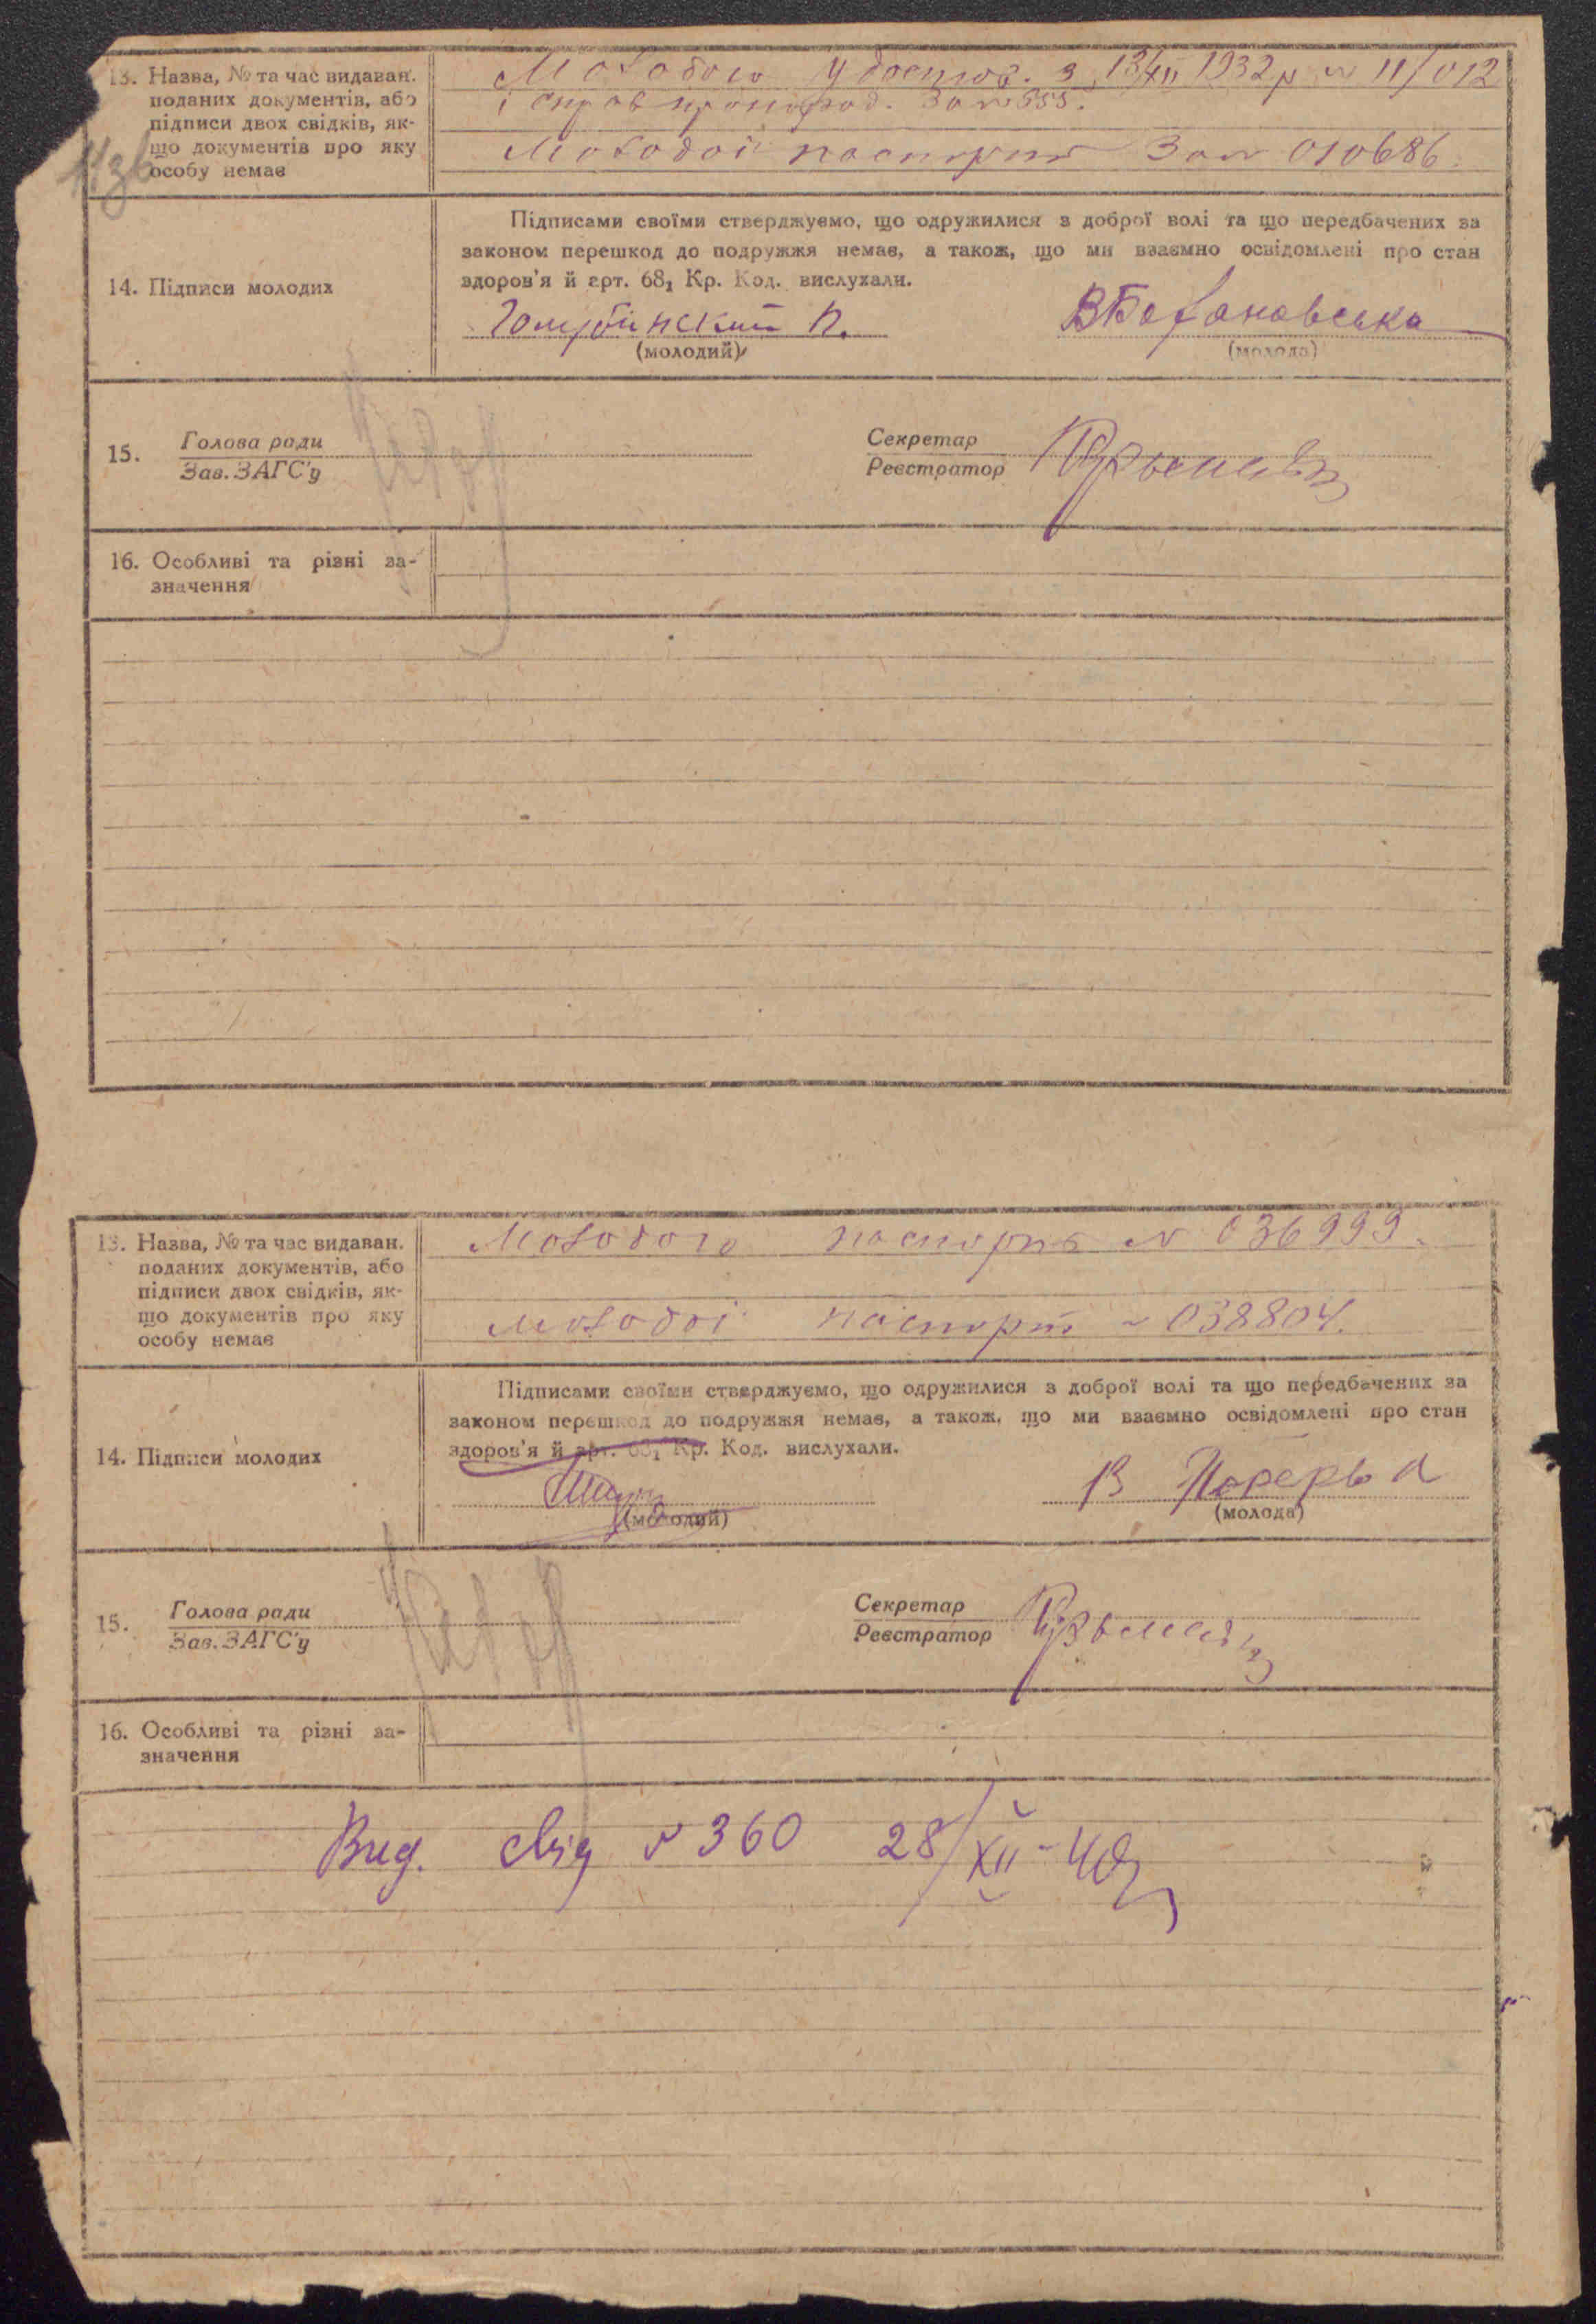 13. Назва, № та час видаван.
поданих документів, або
підписи двох свідків, як-
що документів про яку
особу немає
Молодого удостов. з 13/XII 1932 р № 11/012
і справ
Молодої паспорт За № 010686.
14. Підписи молодих
Підписами своїми стверджуємо, що одружилися з доброї волі та що передбачених за
законом перешкод до подружжя немає, а також, що ми взаємно освідомлені про стан
здоров'я й арт. 68₁ Кр. Код. вислухали.
(молодий)
(молода)
15.
Голова ради
Зав. ЗАГС'у
Секретар
Реєстратор
16. Особливі та різні за-
значення
13. Назва, № та час видаван.
поданих документів, або
підписи двох свідків, як-
що документів про яку
особу немає
Молодого паспорт № 036999.
Молодої паспорт № 038804.
14. Підписи молодих
Підписами своїми стверджуємо, що одружилися з доброї волі та що передбачених за
законом перешкод до подружжя немає, а також, що ми взаємно освідомлені про стан
здоров'я й арт. 68₁ Кр. Код. вислухали.
(молодий)
(молода)
15.
Голова ради
Зав. ЗАГС'у
Секретар
Реєстратор
16. Особливі та різні за-
значення
Вид. свід № 360 28/XII-40р